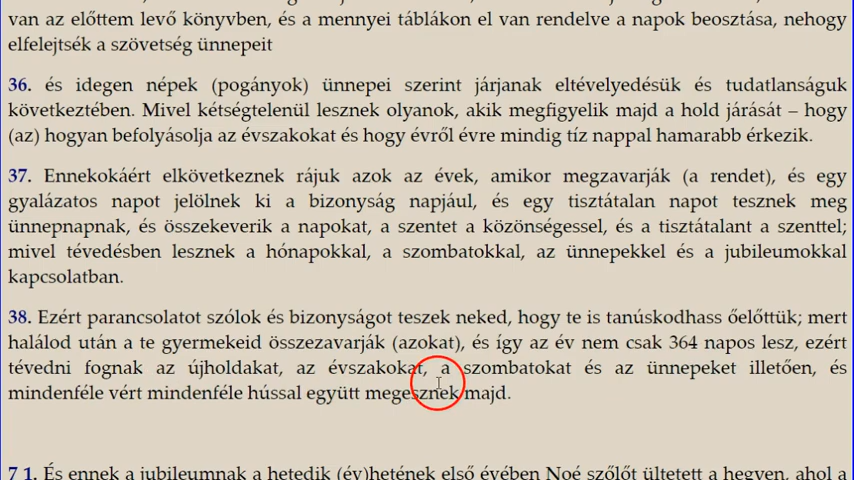 van az előttem levő könyvben, és a mennyei táblákon el van rendelve a napok beosztása, nehogy
elfelejtsék a szövetség ünnepeit
36. és idegen népek (pogányok) ünnepei szerint járjanak eltévelyedésük és tudatlanságuk
következtében. Mivel kétségtelenül lesznek olyanok, akik megfigyelik majd a hold járását – hogy
(az) hogyan befolyásolja az évszakokat és hogy évről évre mindig tíz nappal hamarabb érkezik.
37. Ennekokáért elkövetkeznek rájuk azok az évek, amikor megzavarják (a rendet), és egy
gyalázatos napot jelölnek ki a bizonyság napjául, és egy tisztátalan napot tesznek meg
ünnepnapnak, és összekeverik a napokat, a szentet a közönségessel, és a tisztátalant a szenttel;
mivel tévedésben lesznek a hónapokkal, a szombatokkal, az ünnepekkel és a jubileumokkal
kapcsolatban.
38. Ezért parancsolatot szólok és bizonyságot teszek neked, hogy te is tanúskodhass őelőttük; mert
halálod után a te gyermekeid összezavarják (azokat), és így az év nem csak 364 napos lesz, ezért
tévedni fognak az újholdakat, az évszakokat, a szombatokat és az ünnepeket illetően, és
mindenféle vért mindenféle hússal együtt megesznek majd.
7 1. És ennek a jubileumnak a hetedik (év)hetének első évében Noé szőlőt ültetett a hegyen, ahol a